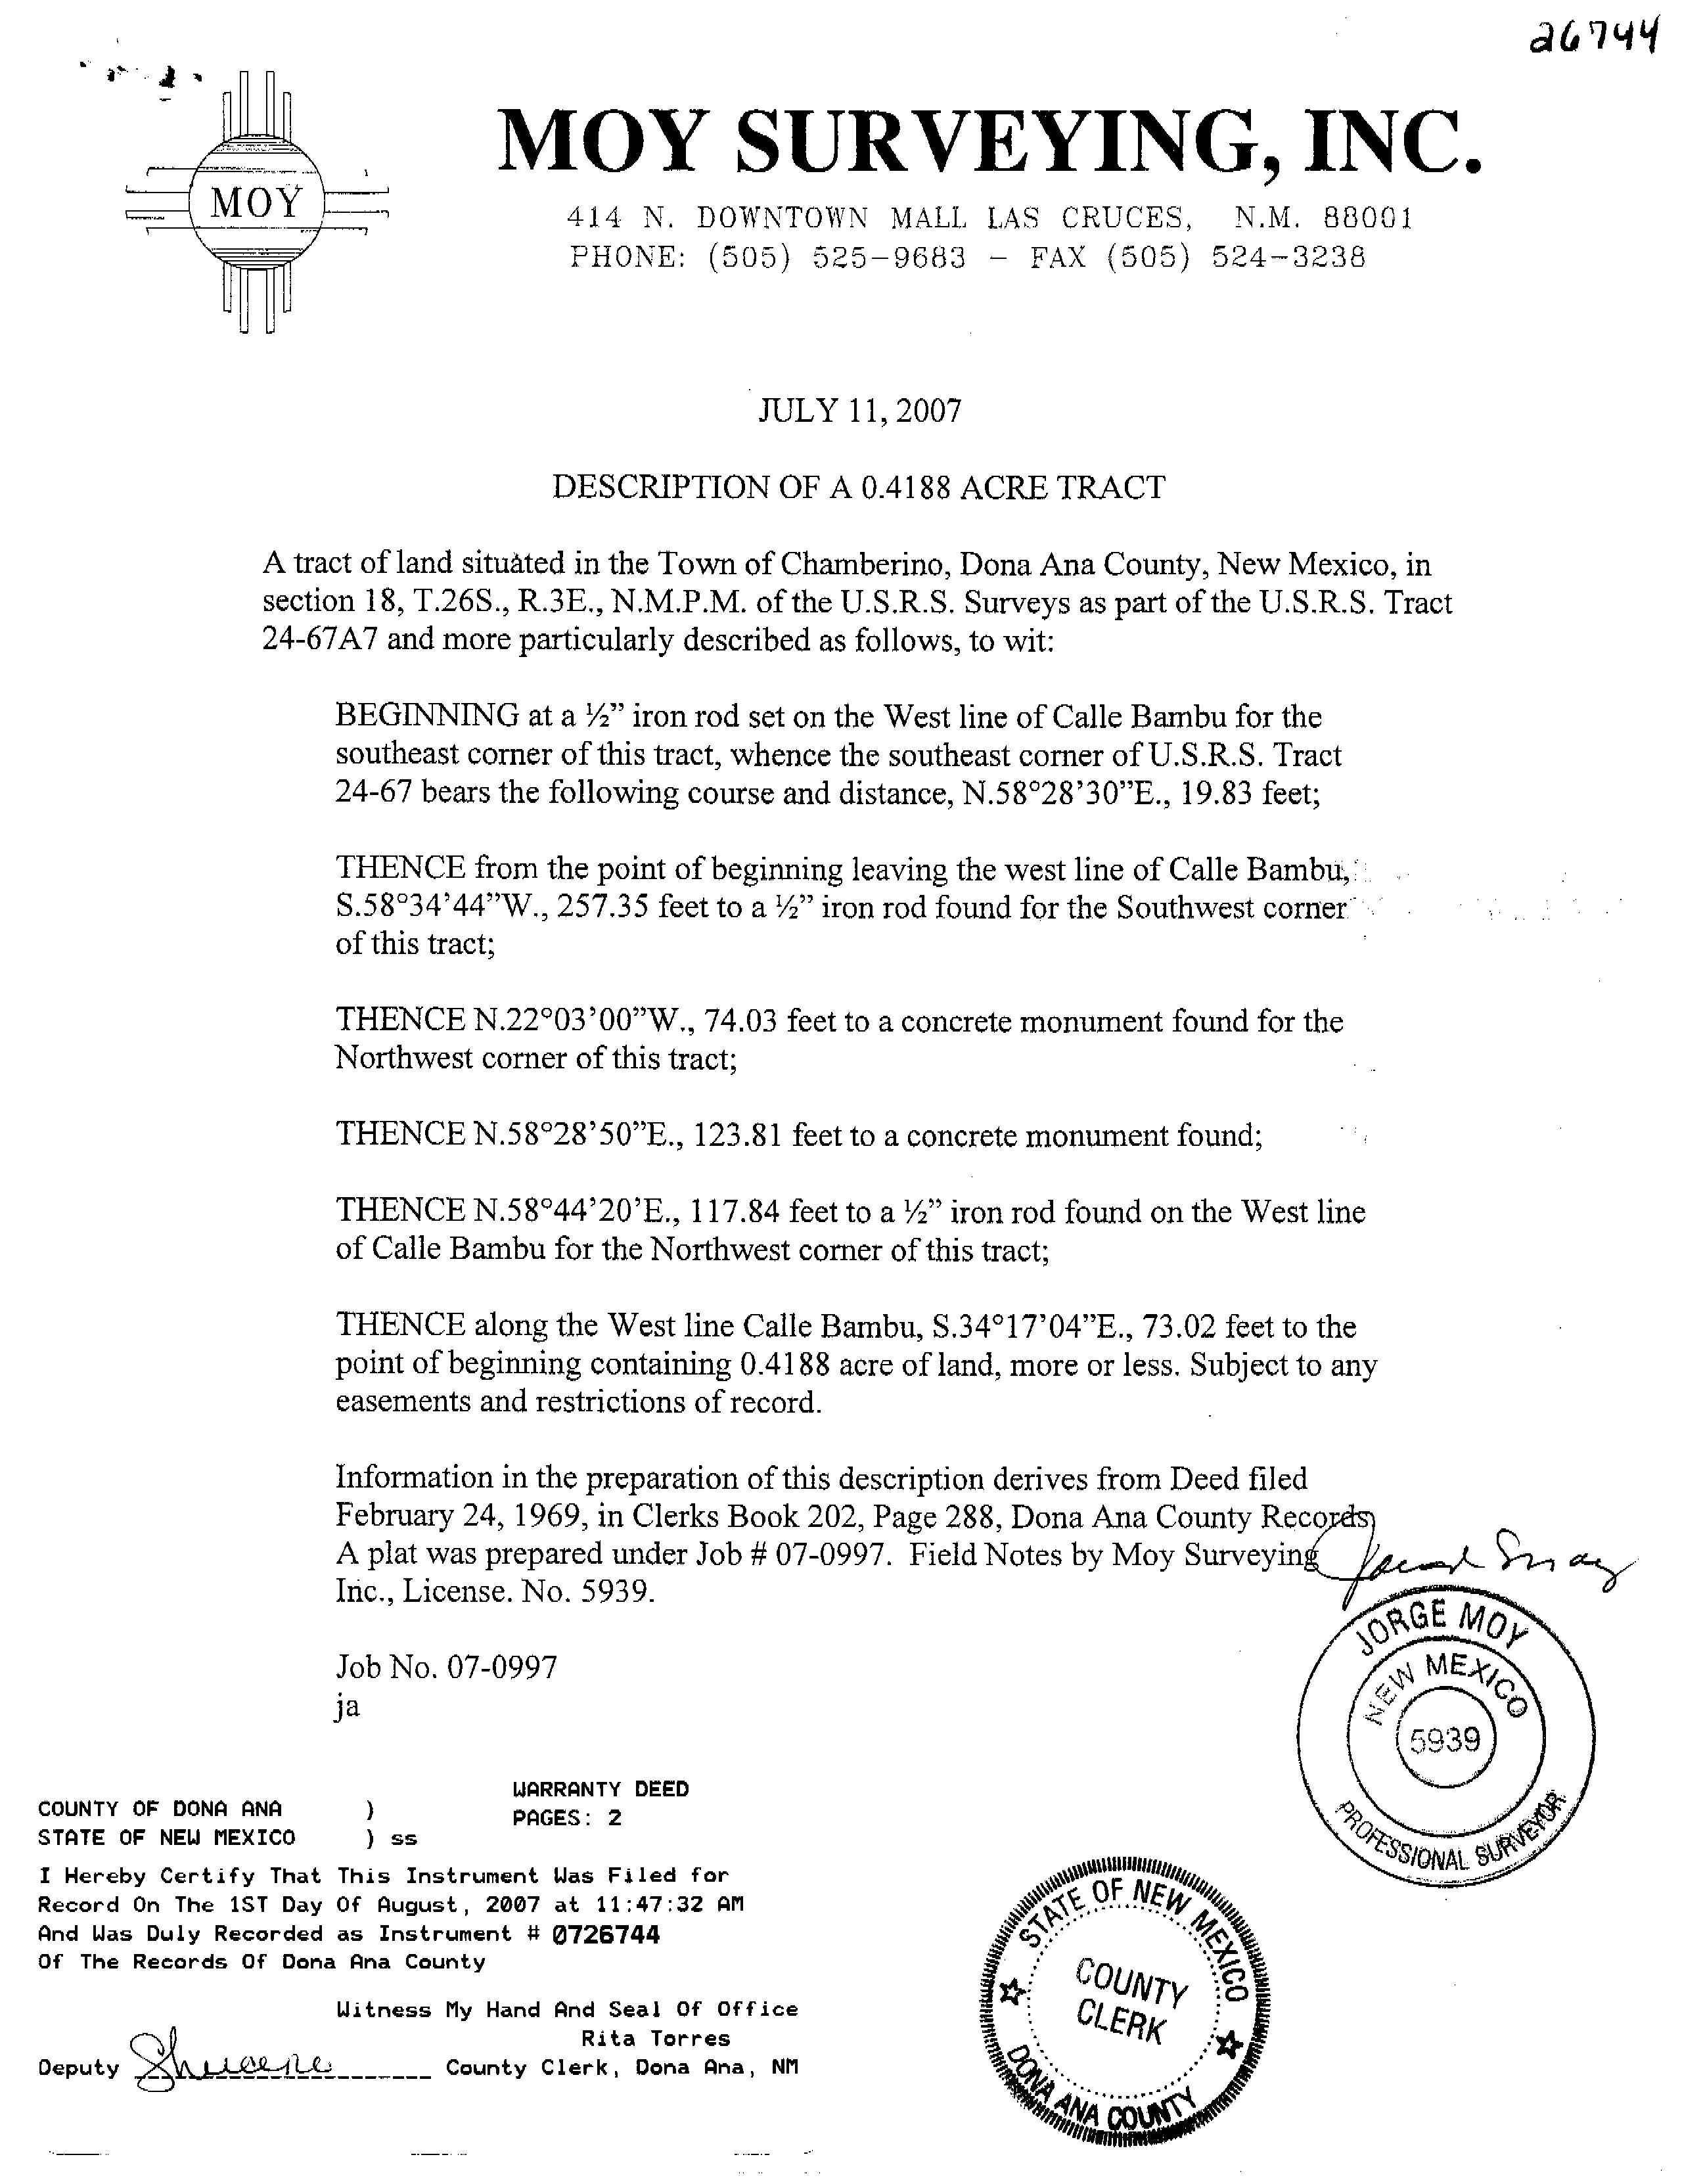 26744
MOY
MOY SURVEYING, INC.
414 N. DOWNTOWN MALL LAS CRUCES, N.M. 88001
PHONE: (505) 525-9683 - FAX (505) 524-3238
JULY 11, 2007
DESCRIPTION OF A 0.4188 ACRE TRACT
A tract of land situated in the Town of Chamberino, Dona Ana County, New Mexico, in
section 18, T.26S., R.3E., N.M.P.M. of the U.S.R.S. Surveys as part of the U.S.R.S. Tract
24-67A7 and more particularly described as follows, to wit:
BEGINNING at a ½” iron rod set on the West line of Calle Bambu for the
southeast corner of this tract, whence the southeast corner of U.S.R.S. Tract
24-67 bears the following course and distance, N.58°28’30”E., 19.83 feet;
THENCE from the point of beginning leaving the west line of Calle Bambu,
S.58°34’44”W., 257.35 feet to a ½” iron rod found for the Southwest corner
of this tract;
THENCE N.22°03’00”W., 74.03 feet to a concrete monument found for the
Northwest corner of this tract;
THENCE N.58°28’50”E., 123.81 feet to a concrete monument found;
THENCE N.58°44’20’E., 117.84 feet to a ½” iron rod found on the West line
of Calle Bambu for the Northwest corner of this tract;
THENCE along the West line Calle Bambu, S.34°17’04”E., 73.02 feet to the
point of beginning containing 0.4188 acre of land, more or less. Subject to any
easements and restrictions of record.
Information in the preparation of this description derives from Deed filed
February 24, 1969, in Clerks Book 202, Page 288, Dona Ana County Records
A plat was prepared under Job # 07-0997. Field Notes by Moy Surveying
Inc., License. No. 5939.
JORGE MOY
NEW MEXICO
5939
PROFESSIONAL SURVEYOR
Job No. 07-0997
ja
WARRANTY DEED
COUNTY OF DONA ANA )
PAGES: 2
STATE OF NEW MEXICO ) ss
I Hereby Certify That This Instrument Was Filed for
Record On The 1ST Day Of August, 2007 at 11:47:32 AM
And Was Duly Recorded as Instrument # 0726744
Of The Records Of Dona Ana County
Witness My Hand And Seal Of Office
Rita Torres
Deputy
County Clerk, Dona Ana, NM
STATE OF NEW MEXICO
COUNTY
CLERK
DONA ANA COUNTY